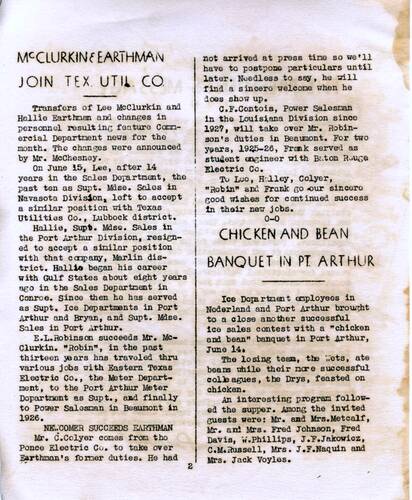 McCLURKIN & EARTHMAN
JOIN TEX. UTIL. CO.
Transfers of Lee McClurkin and
Hallie Earthman and changes in
personnel resulting feature Comm-
ercial Department news for the
month. The changes were announced
by Mr. McChesney.
On June 15, Lee, after 14
years in the Sales Department, the
past ten as Supt. Mdse. Sales in
Navasota Division, left to accept
a similar position with Texas
Utilities Co., Lubbock district.
Hallie, Supt. Mdse. Sales in
the Port Arthur Division, resign-
ed to accept a similar position
with that company, Marlin dis-
trict. Hallie began his career
with Gulf States about eight years
ago in the Sales Department in
Conroe. Since then he has served
as Supt. Ice Departments in Port
Arthur and Bryan, and Supt. Mdse.
Sales in Port Arthur.
E.L.Robinson succeeds Mr. Mc-
Clurkin. "Robin", in the past
thirteen years has traveled thru
various jobs with Eastern Texas
Electric Co., the Meter Depart-
ment, to the Port Arthur Meter
Department as Supt., and finally
to Power Salesman in Beaumont in
1926.
NEWCOMER SUCCEEDS EARTHMAN
Mr. C.Colyer comes from the
Ponce Electric Co. to take over
Earthman's former duties. He had
not arrived at press time so we'll
have to postpone particulars until
later. Needless to say, he will
find a sincere welcome when he
does show up.
C.F.Contois, Power Salesman
in the Louisiana Division since
1927, will take over Mr. Robin-
son's duties in Beaumont. For two
years, 1925-26, Frank served as
student engineer with Baton Rouge
Electric Co.
To Lee, Halley, Colyer,
"Robin" and Frank go our sincere
good wishes for continued success
in their new jobs.
0-0
CHICKEN AND BEAN
BANQUET IN PT ARTHUR
Ice Department employees in
Nederland and Port Arthur brought
to a close another successful
ice sales contest with a "chicken
and bean" banquet in Port Arthur,
June 14.
The losing team, the Wets, ate
beans while their more successful
colleagues, the Drys, feasted on
chicken.
An interesting program follow-
ed the supper. Among the invited
guests were: Mr. and Mrs.Metcalf,
Mr. and Mrs. Fred Johnson, Fred
Davis, W.Phillips, J.F.Jakowicz,
C.M.Russell, Mrs. J.F.Naquin and
Mrs. Jack Voyles.
2